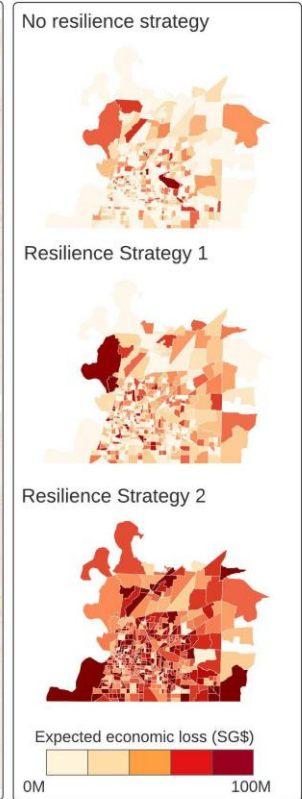 No resilience strategy
Resilience Strategy 1
Resilience Strategy 2
Expected economic loss (SG$)
0M
100M